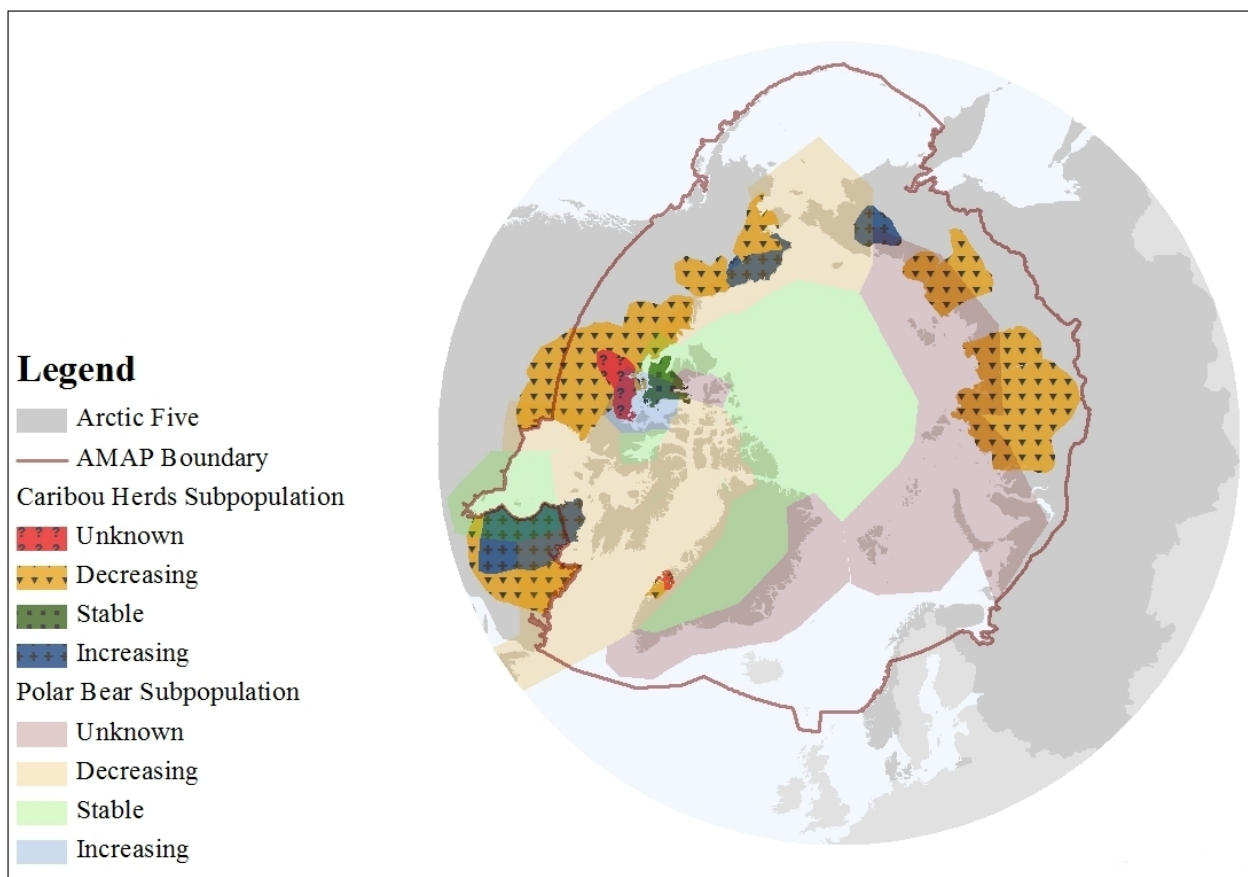 Legend
Arctic Five
AMAP Boundary
Caribou Herds Subpopulation
Unknown
Decreasing
Stable
Increasing
Polar Bear Subpopulation
Unknown
Decreasing
Stable
Increasing